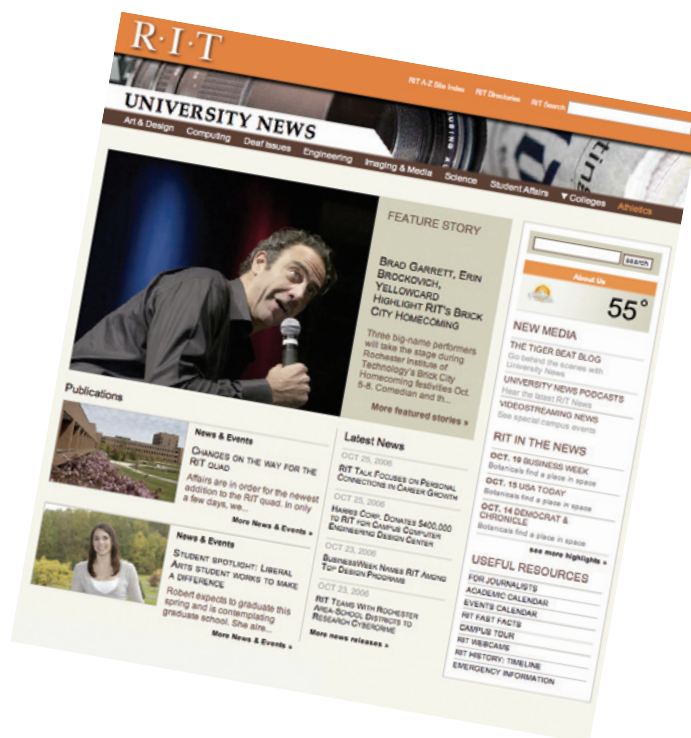 R·I·T
RIT A-Z Site Index
RIT Directories
RIT Search
UNIVERSITY NEWS
Art & Design
Computing
Deaf Issues
Engineering
Imaging & Media
Science
Student Affairs
▼ Colleges
Athletics
FEATURE STORY
BRAD GARRETT, ERIN
BROCKOVICH,
YELLOWCARD
HIGHLIGHT RIT'S BRICK
CITY HOMECOMING
Three big-name performers
will take the stage during
Rochester Institute of
Technology's Brick City
Homecoming festivities Oct.
6-8. Comedian and th...
More featured stories »
Publications
News & Events
CHANGES ON THE WAY FOR THE
RIT QUAD
Affairs are in order for the newest
addition to the RIT quad. In only
a few days, we...
More News & Events »
News & Events
STUDENT SPOTLIGHT: LIBERAL
ARTS STUDENT WORKS TO MAKE
A DIFFERENCE
Robert expects to graduate this
spring and is contemplating
graduate school. She aire...
More News & Events »
Latest News
OCT 25, 2006
RIT TALK FOCUSES ON PERSONAL
CONNECTIONS IN CAREER GROWTH
OCT 25, 2006
HARRIS CORP. DONATES $400,000
TO RIT FOR CAMPUS COMPUTER
ENGINEERING DESIGN CENTER
OCT 23, 2006
BUSINESSWEEK NAMES RIT AMONG
TOP DESIGN PROGRAMS
OCT 23, 2006
RIT TEAMS WITH ROCHESTER
AREA-SCHOOL DISTRICTS TO
RESEARCH CYBERCRIME
More news releases »
search
About Us
55°
NEW MEDIA
THE TIGER BEAT BLOG
Go behind the scenes with
University News
UNIVERSITY NEWS PODCASTS
Hear the latest RIT News
VIDEOSTREAMING NEWS
See special campus events
RIT IN THE NEWS
OCT. 19 BUSINESS WEEK
Botanicals find a place in space
OCT. 15 USA TODAY
Botanicals find a place in space
OCT. 14 DEMOCRAT &
CHRONICLE
Botanicals find a place in space
see more highlights »
USEFUL RESOURCES
FOR JOURNALISTS
ACADEMIC CALENDAR
EVENTS CALENDAR
RIT FAST FACTS
CAMPUS TOUR
RIT WEBCAMS
RIT HISTORY: TIMELINE
EMERGENCY INFORMATION